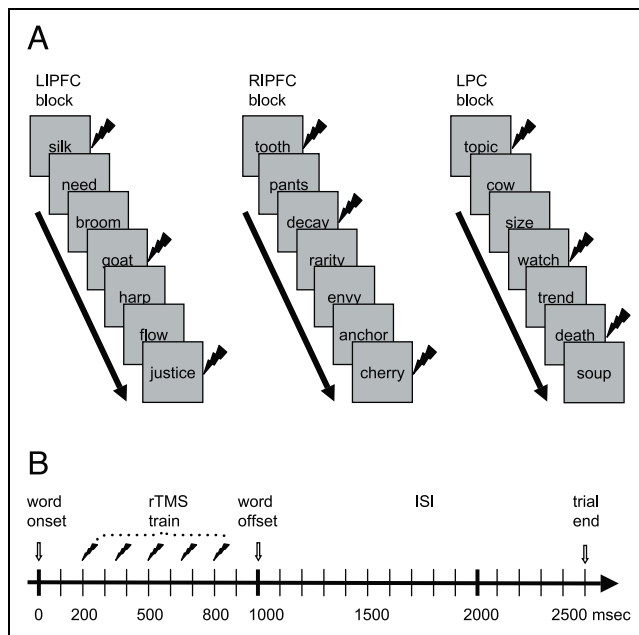 A
LIPFC
block
silk
need
broom
goat
harp
flow
justice
RIPFC
block
tooth
pants
decay
rarity
envy
anchor
cherry
LPC
block
topic
cow
size
watch
trend
death
soup
B
word
onset
rTMS
train
word
offset
ISI
trial
end
0 200 500 800 1000 1500 2000 2500 msec